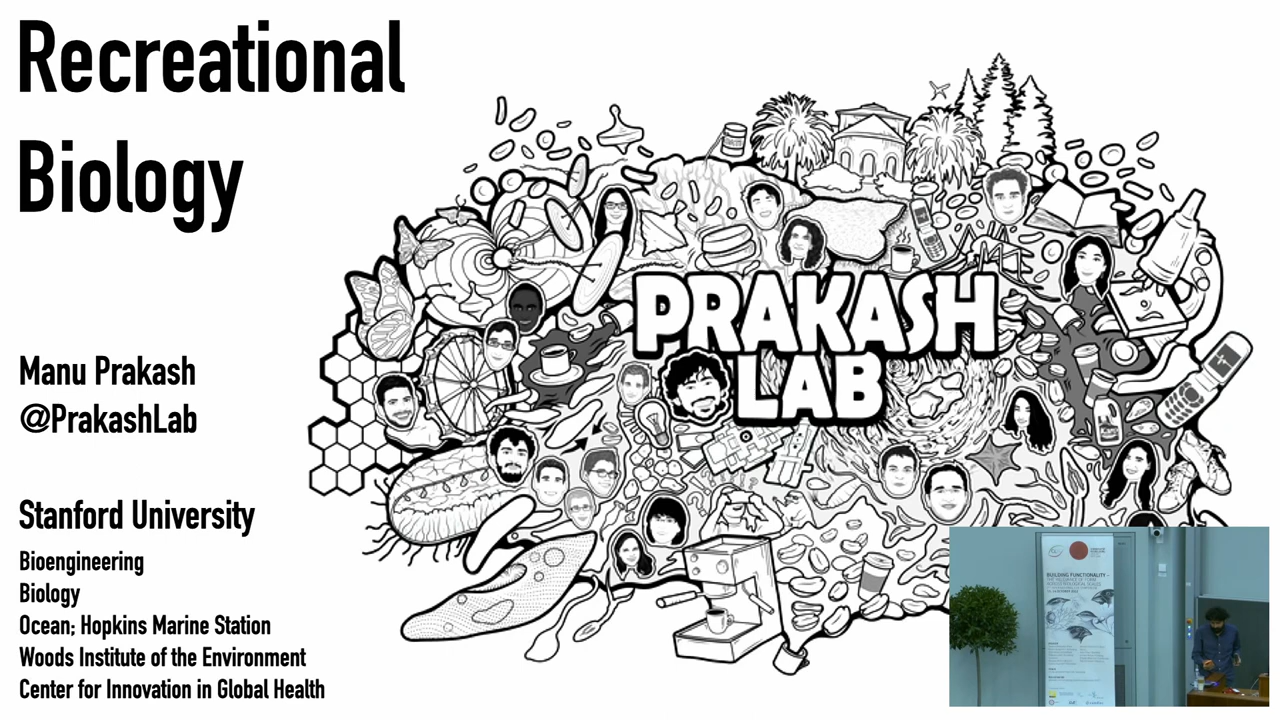 Recreational
Biology
PRAKASH
LAB
Manu Prakash
@PrakashLab
Stanford University
Bioengineering
Biology
Ocean; Hopkins Marine Station
Woods Institute of the Environment
Center for Innovation in Global Health
BUILDING FUNCTIONALITY –